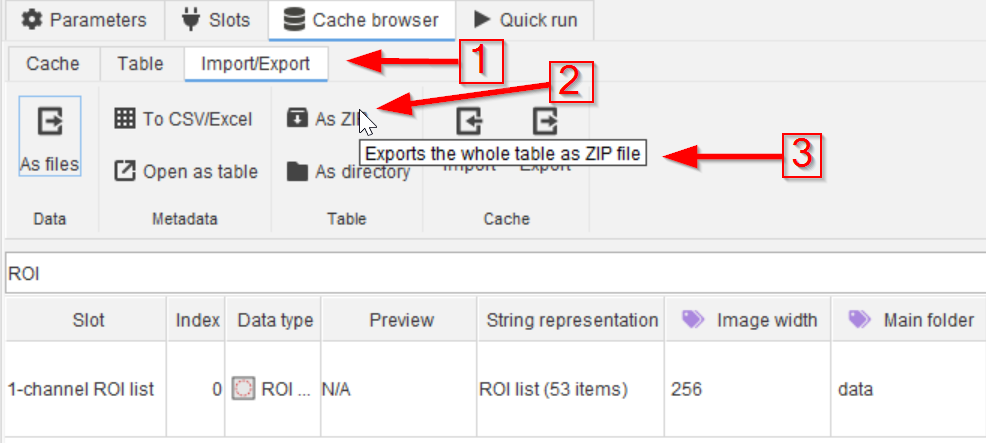 Parameters Slots Cache browser Quick run
Cache Table Import/Export 1
2
To CSV/Excel As ZIP
Exports the whole table as ZIP file 3
As files Open as table As directory Import Export
Data Metadata Table Cache
ROI
Slot Index Data type Preview String representation Image width Main folder
1-channel ROI list 0 ROI ... N/A ROI list (53 items) 256 data